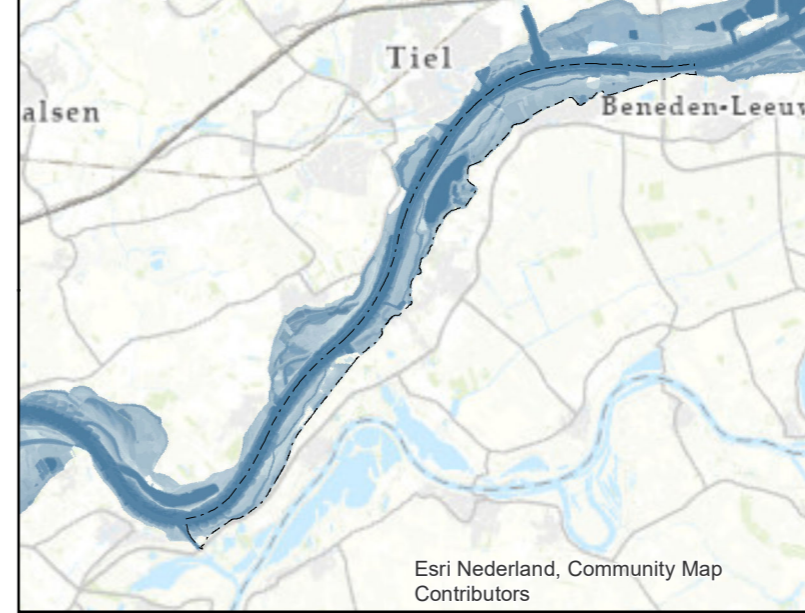 Tiel
alsen
Beneden-Leeuw
Esri Nederland, Community Map
Contributors